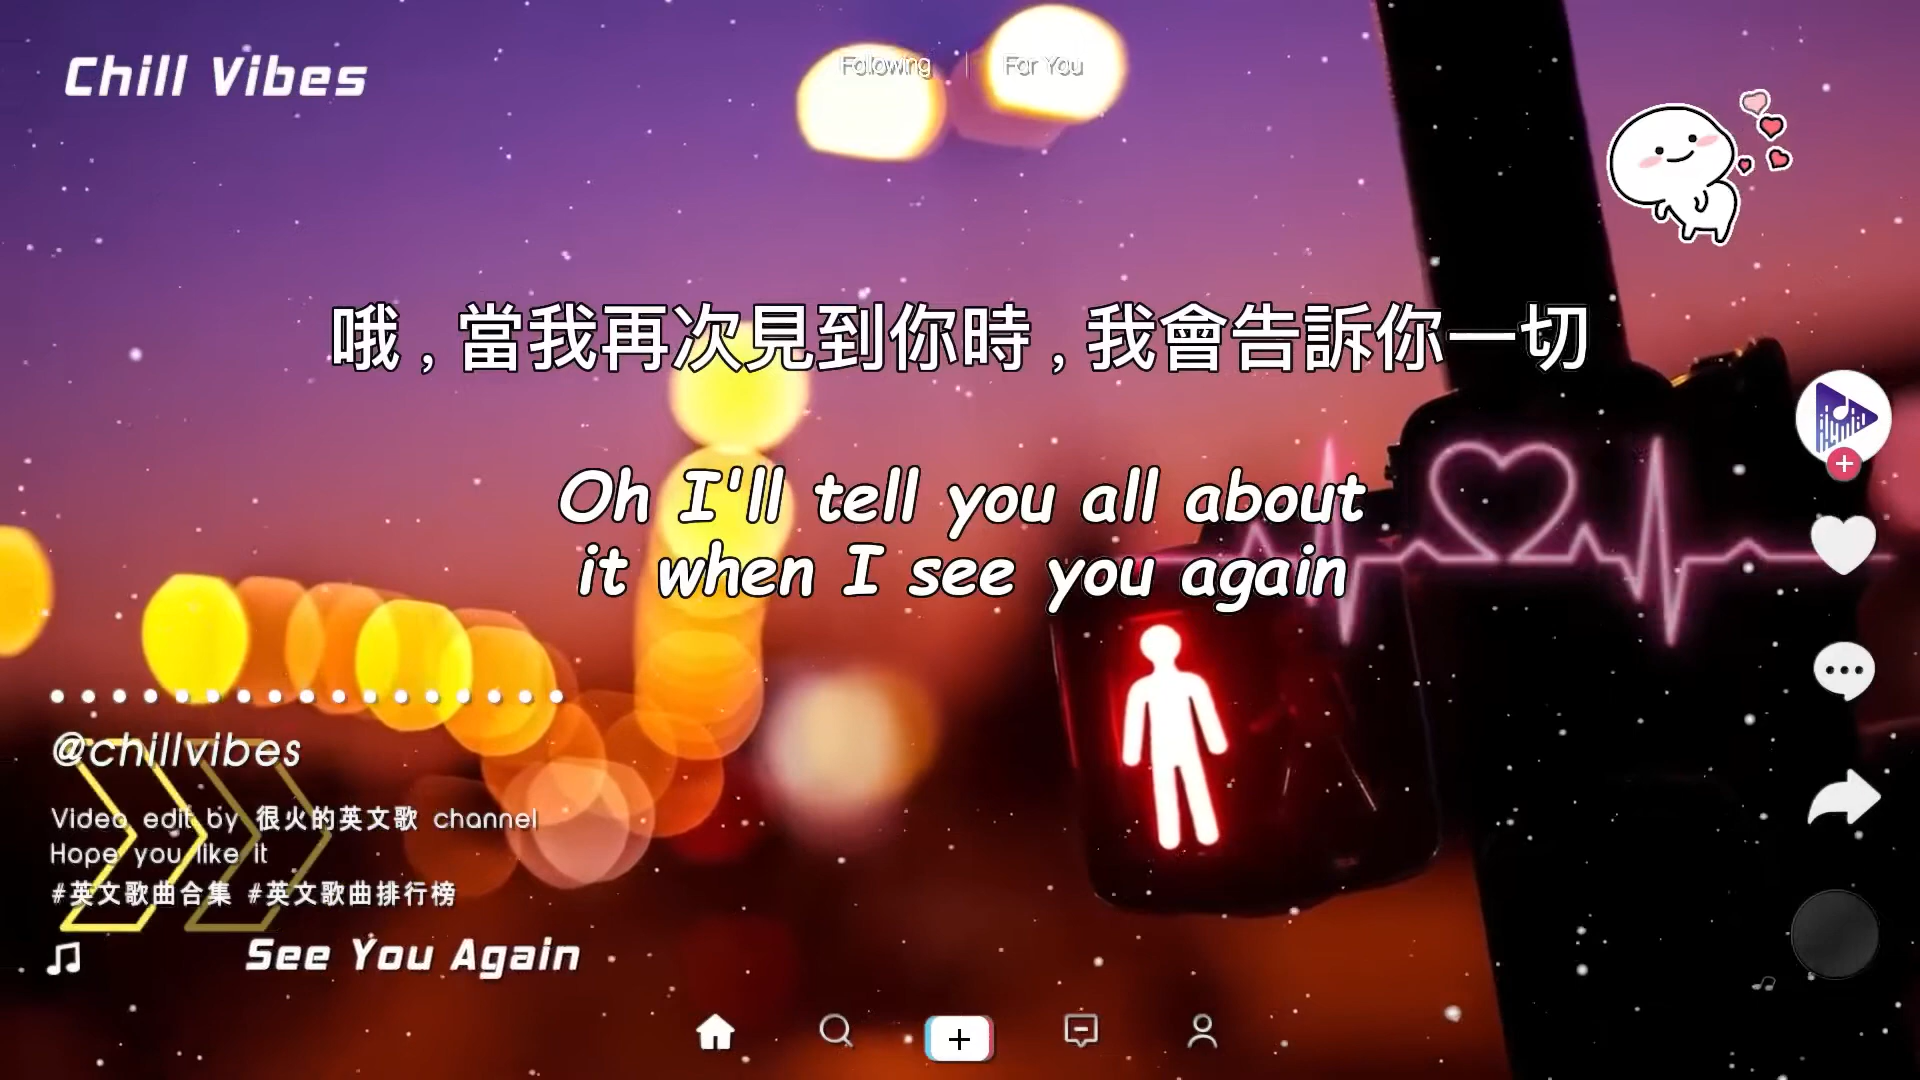 Chill Vibes
Following | For You
哦，當我再次見到你時，我會告訴你一切
Oh I'll tell you all about
it when I see you again
@chillvibes
Video edit by 很火的英文歌 channel
Hope you like it
#英文歌曲合集 #英文歌曲排行榜
See You Again